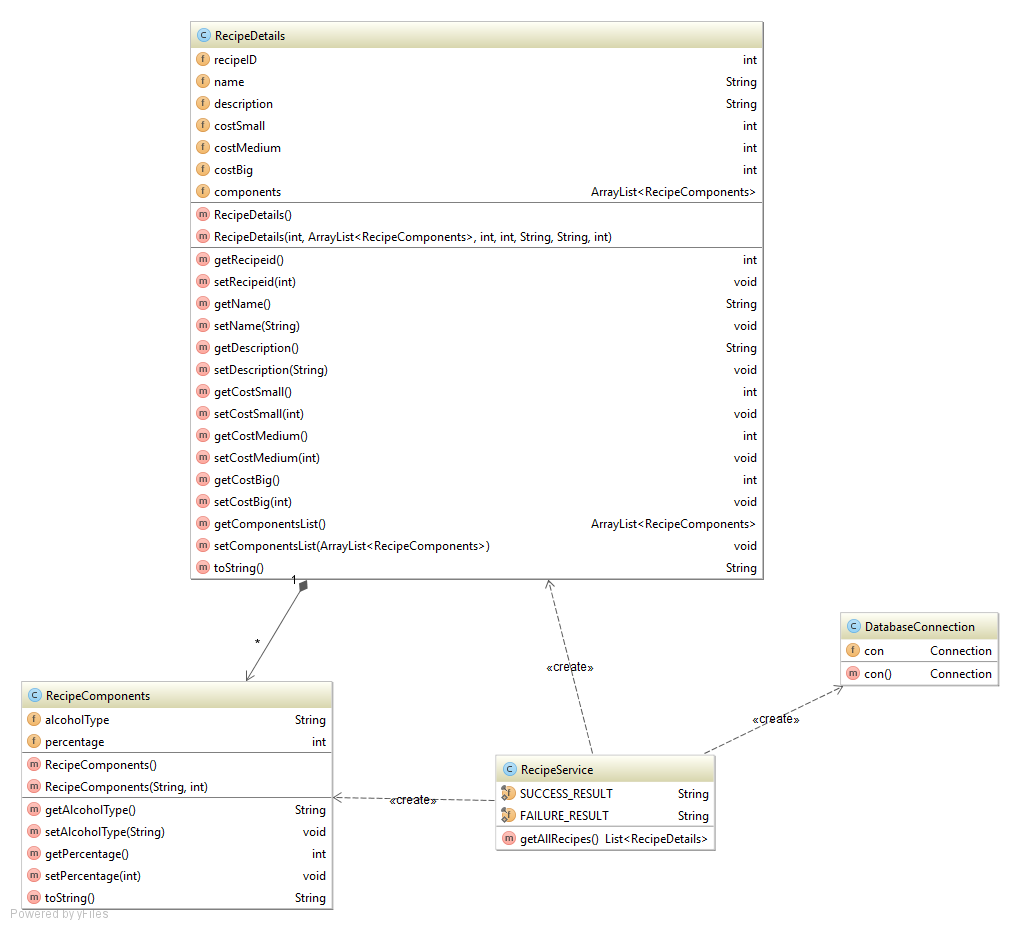 C RecipeDetails
f recipeID int
f name String
f description String
f costSmall int
f costMedium int
f costBig int
f components ArrayList<RecipeComponents>
m RecipeDetails()
m RecipeDetails(int, ArrayList<RecipeComponents>, int, int, String, String, int)
m getRecipeid() int
m setRecipeid(int) void
m getName() String
m setName(String) void
m getDescription() String
m setDescription(String) void
m getCostSmall() int
m setCostSmall(int) void
m getCostMedium() int
m setCostMedium(int) void
m getCostBig() int
m setCostBig(int) void
m getComponentsList() ArrayList<RecipeComponents>
m setComponentsList(ArrayList<RecipeComponents>) void
m toString() String
1
*
«create»
«create»
«create»
C DatabaseConnection
f con Connection
m con() Connection
C RecipeComponents
f alcoholType String
f percentage int
m RecipeComponents()
m RecipeComponents(String, int)
m getAlcoholType() String
m setAlcoholType(String) void
m getPercentage() int
m setPercentage(int) void
m toString() String
C RecipeService
f SUCCESS_RESULT String
f FAILURE_RESULT String
m getAllRecipes() List<RecipeDetails>
Powered by yFiles